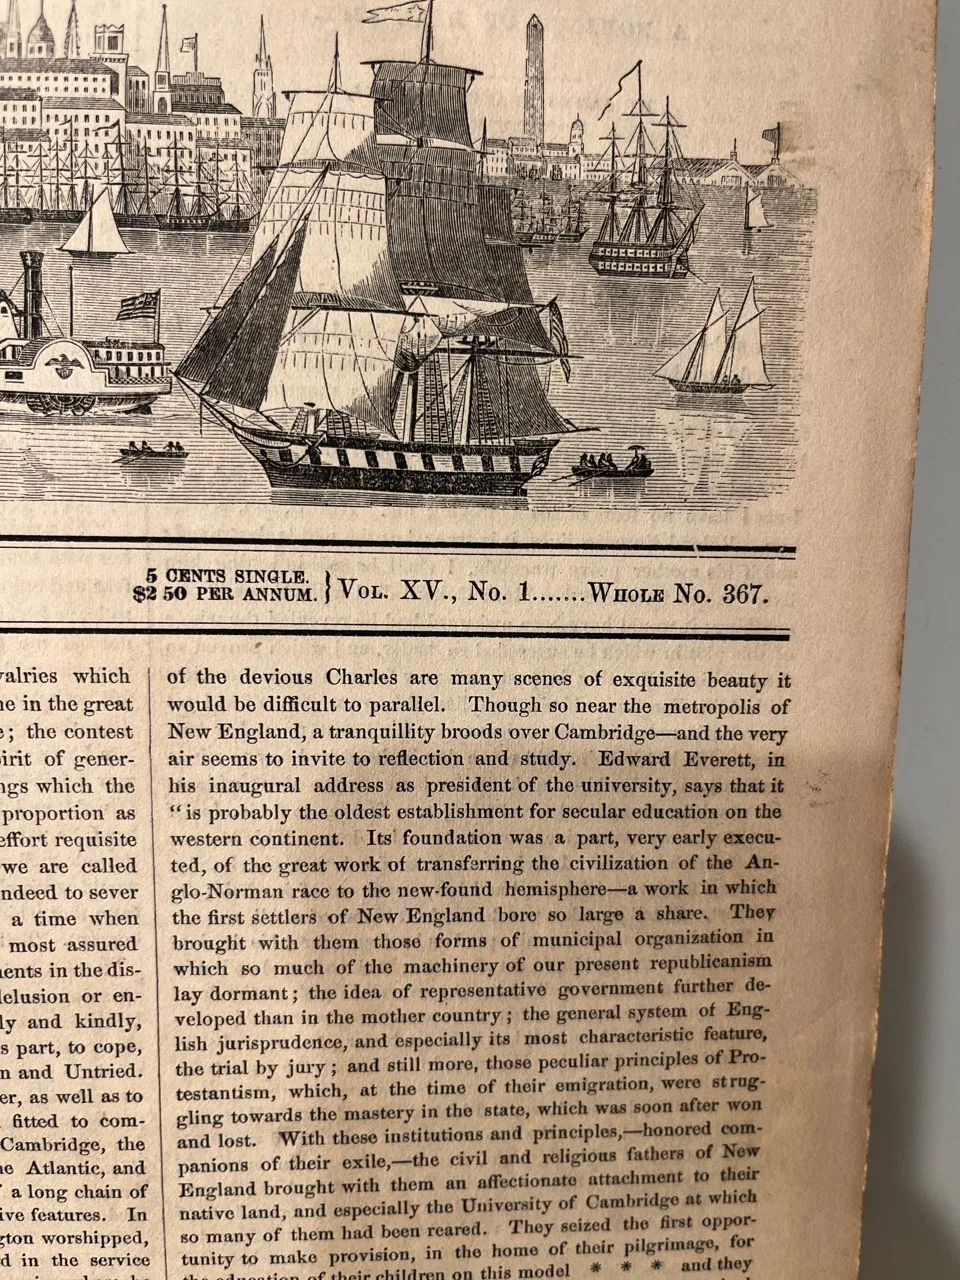 5 CENTS SINGLE.
$2 50 PER ANNUM. } VOL. XV., No. 1.......WHOLE No. 367.
valries which
ne in the great
; the contest
irit of gener-
ngs which the
proportion as
effort requisite
we are called
ndeed to sever
a time when
most assured
nents in the dis-
lelusion or en-
ly and kindly,
s part, to cope,
n and Untried.
er, as well as to
fitted to com-
Cambridge, the
he Atlantic, and
a long chain of
ive features. In
gton worshipped,
d in the service
of the devious Charles are many scenes of exquisite beauty it
would be difficult to parallel. Though so near the metropolis of
New England, a tranquillity broods over Cambridge—and the very
air seems to invite to reflection and study. Edward Everett, in
his inaugural address as president of the university, says that it
“is probably the oldest establishment for secular education on the
western continent. Its foundation was a part, very early execu-
ted, of the great work of transferring the civilization of the An-
glo-Norman race to the new-found hemisphere—a work in which
the first settlers of New England bore so large a share. They
brought with them those forms of municipal organization in
which so much of the machinery of our present republicanism
lay dormant; the idea of representative government further de-
veloped than in the mother country; the general system of Eng-
lish jurisprudence, and especially its most characteristic feature,
the trial by jury; and still more, those peculiar principles of Pro-
testantism, which, at the time of their emigration, were strug-
gling towards the mastery in the state, which was soon after won
and lost. With these institutions and principles,—honored com-
panions of their exile,—the civil and religious fathers of New
England brought with them an affectionate attachment to their
native land, and especially the University of Cambridge at which
so many of them had been reared. They seized the first oppor-
tunity to make provision, in the home of their pilgrimage, for
the education of their children on this model * * * and they